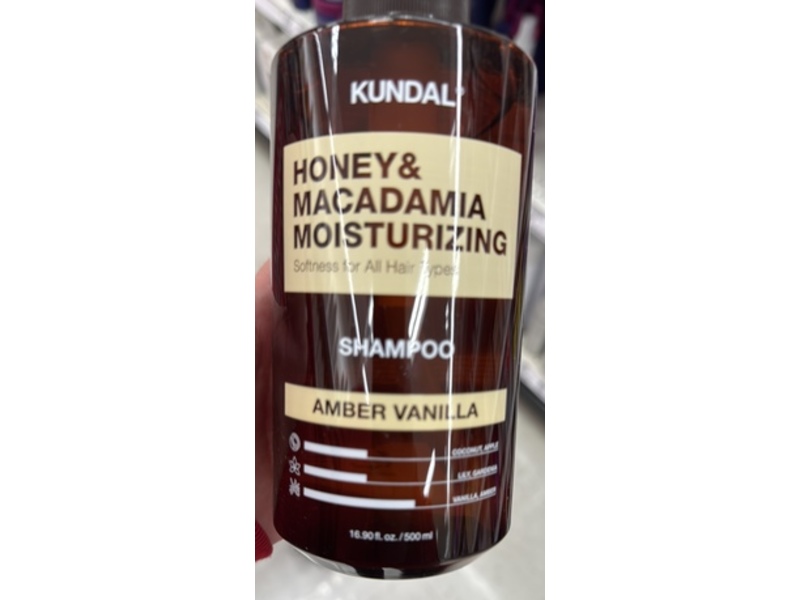 KUNDAL
HONEY&
MACADAMIA
MOISTURIZING
Softness for All Hair Types
SHAMPOO
AMBER VANILLA
COCONUT, APPLE
LILY, GARDENIA
VANILLA, AMBER
16.90 fl. oz. / 500 ml